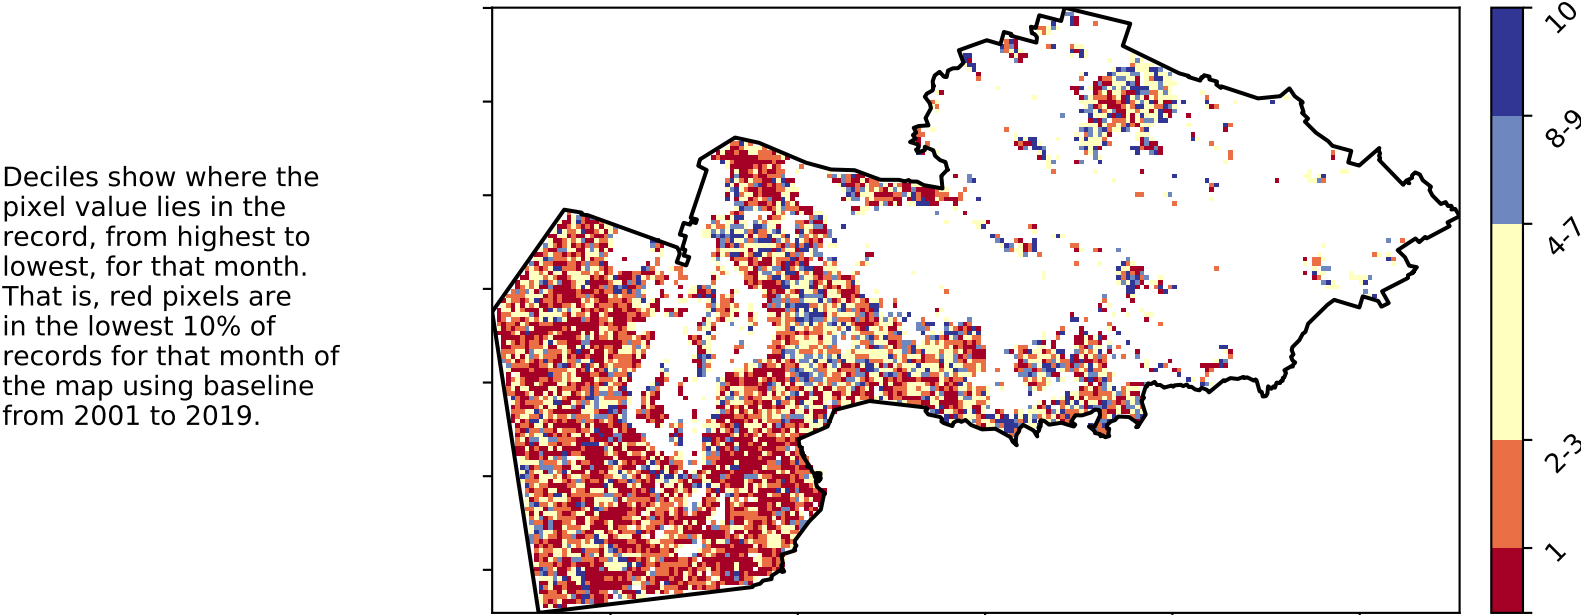 Deciles show where the
pixel value lies in the
record, from highest to
lowest, for that month.
That is, red pixels are
in the lowest 10% of
records for that month of
the map using baseline
from 2001 to 2019.
10
8-9
4-7
2-3
1